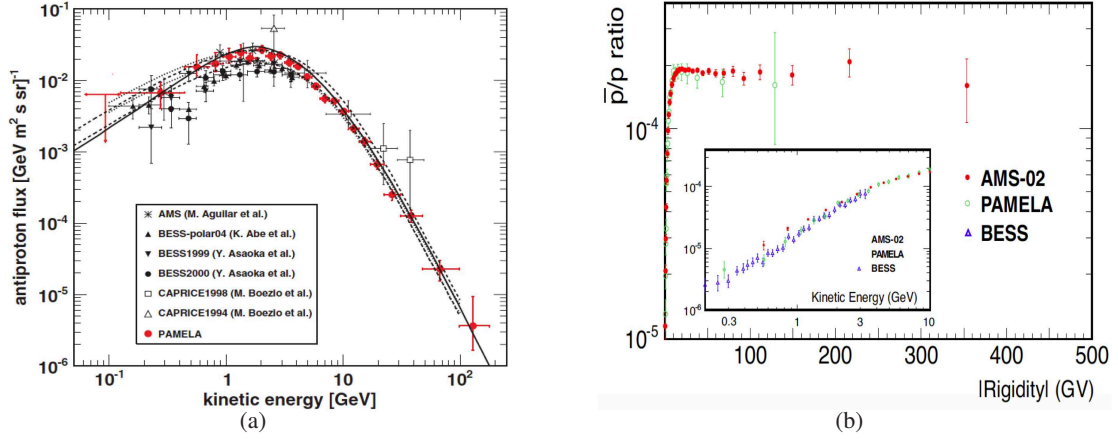 antiproton flux [GeV m² s sr]⁻¹
10⁻¹
10⁻²
10⁻³
10⁻⁴
10⁻⁵
10⁻⁶
AMS (M. Aguilar et al.)
BESS-polar04 (K. Abe et al.)
BESS1999 (Y. Asaoka et al.)
BESS2000 (Y. Asaoka et al.)
CAPRICE1998 (M. Boezio et al.)
CAPRICE1994 (M. Boezio et al.)
PAMELA
10⁻¹ 1 10 10²
kinetic energy [GeV]
(a)
p̅/p ratio
10⁻⁴
10⁻⁵
AMS-02
PAMELA
BESS
10⁻⁴
10⁻⁵
10⁻⁶
AMS-02
PAMELA
BESS
Kinetic Energy (GeV)
0.3 1 2 3 10
100 200 300 400 500
|Rigidity| (GV)
(b)